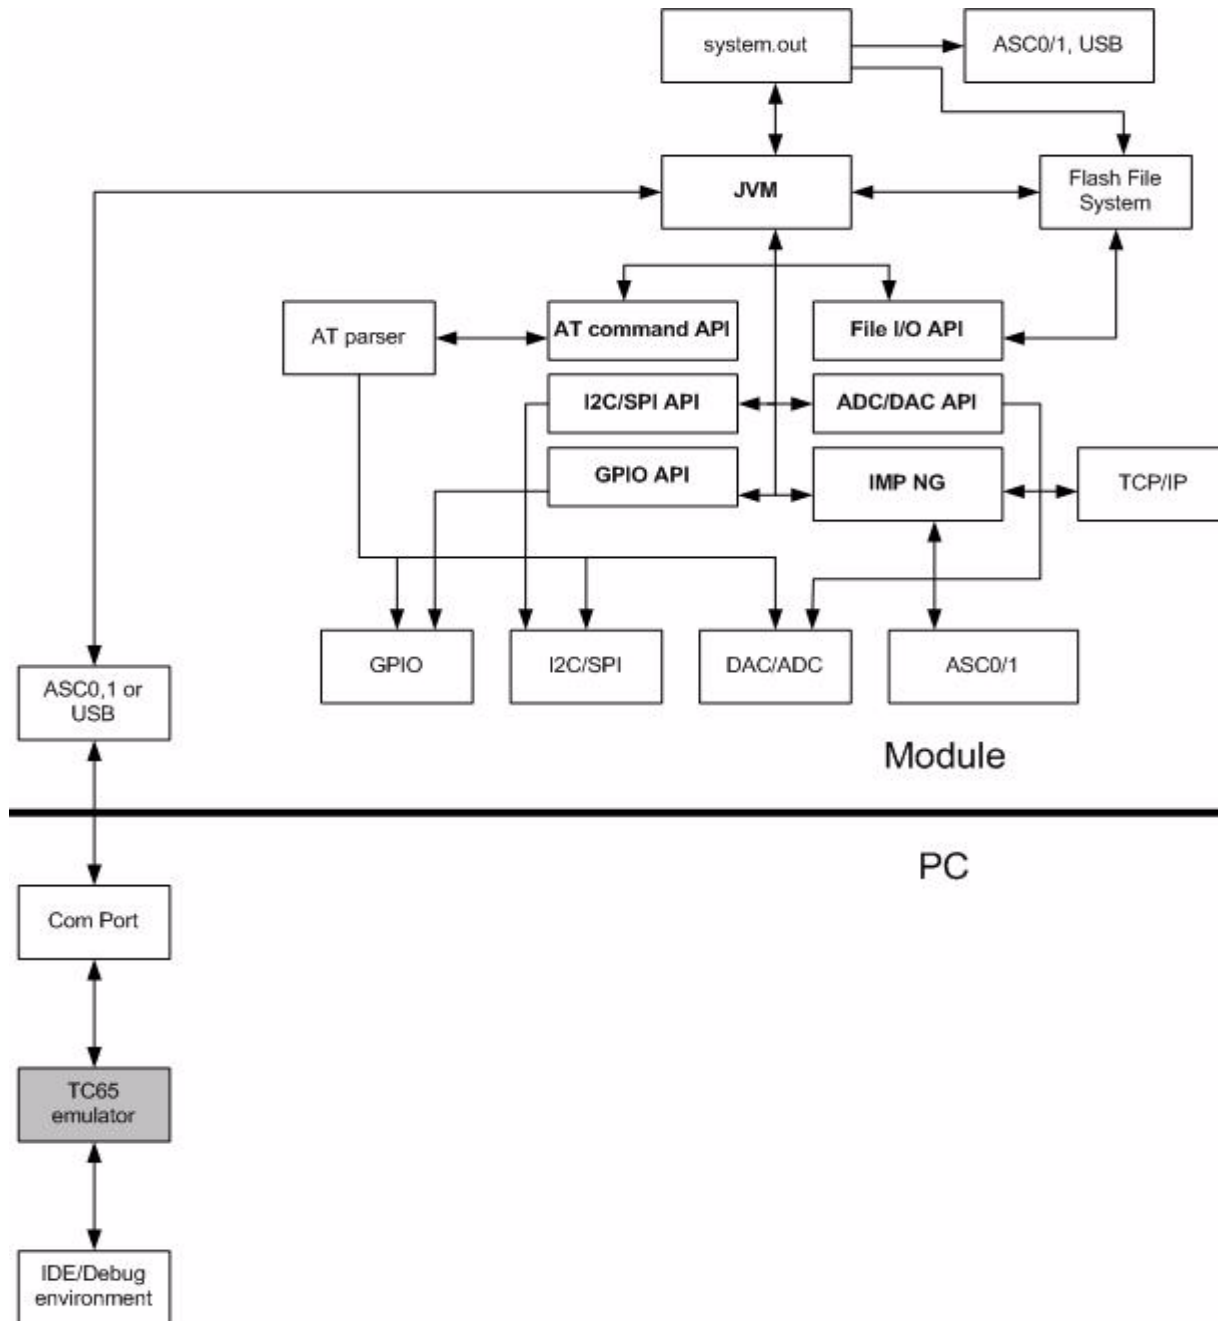 system.out
ASC0/1, USB
JVM
Flash File
System
AT parser
AT command API
File I/O API
I2C/SPI API
ADC/DAC API
GPIO API
IMP NG
TCP/IP
GPIO
I2C/SPI
DAC/ADC
ASC0/1
ASC0,1 or
USB
Module
PC
Com Port
TC65
emulator
IDE/Debug
environment